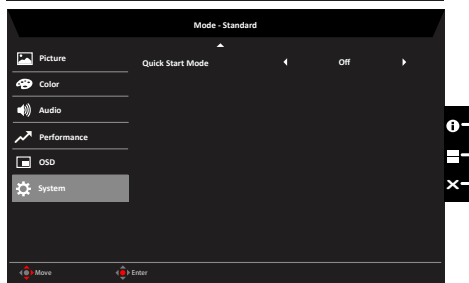 Mode - Standard
Picture
Quick Start Mode Off
Color
Audio
Performance
OSD
System
Move Enter